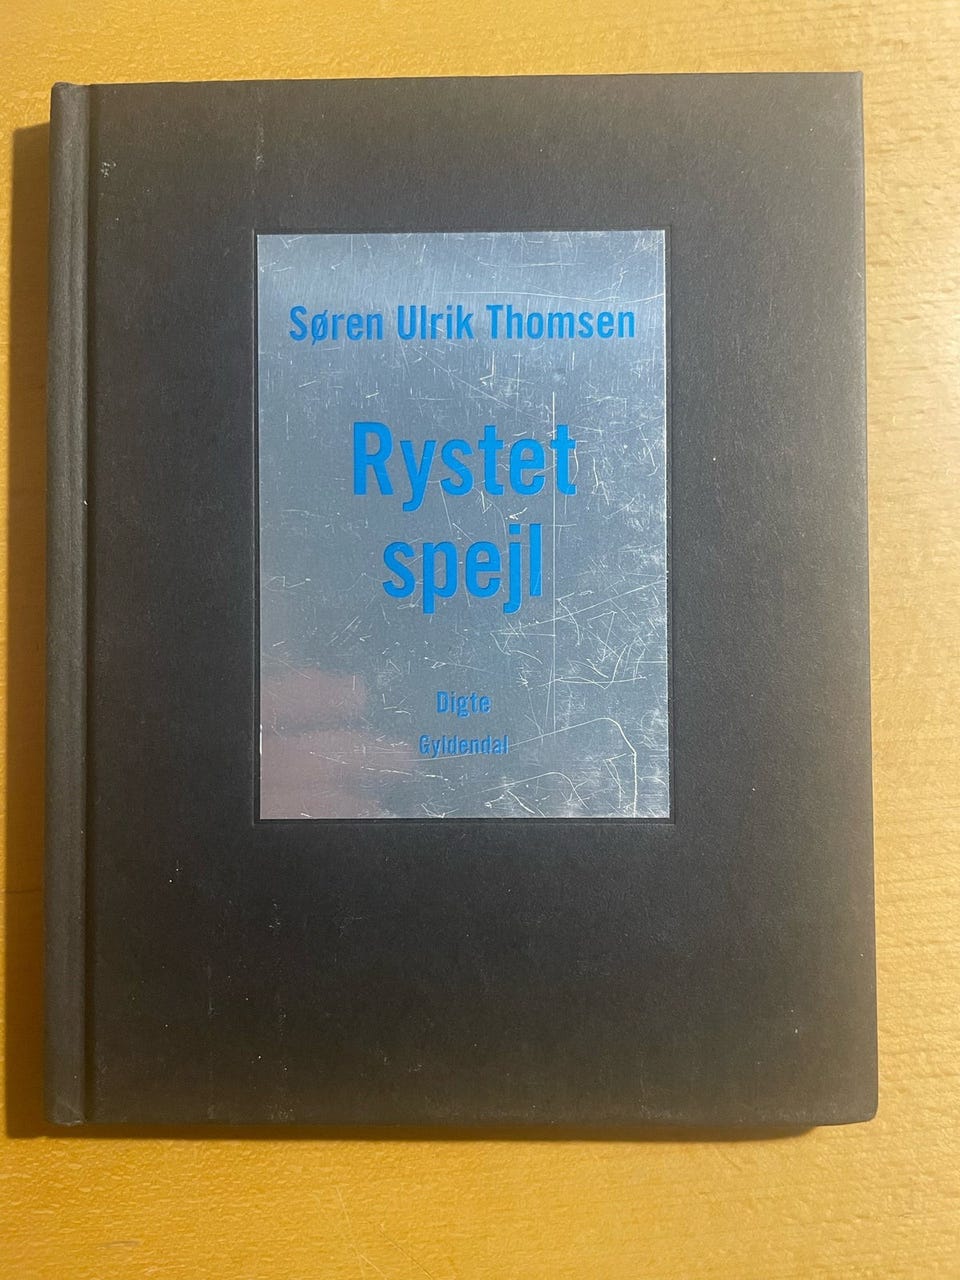 Søren Ulrik Thomsen
Rystet
spejl
Digte
Gyldendal